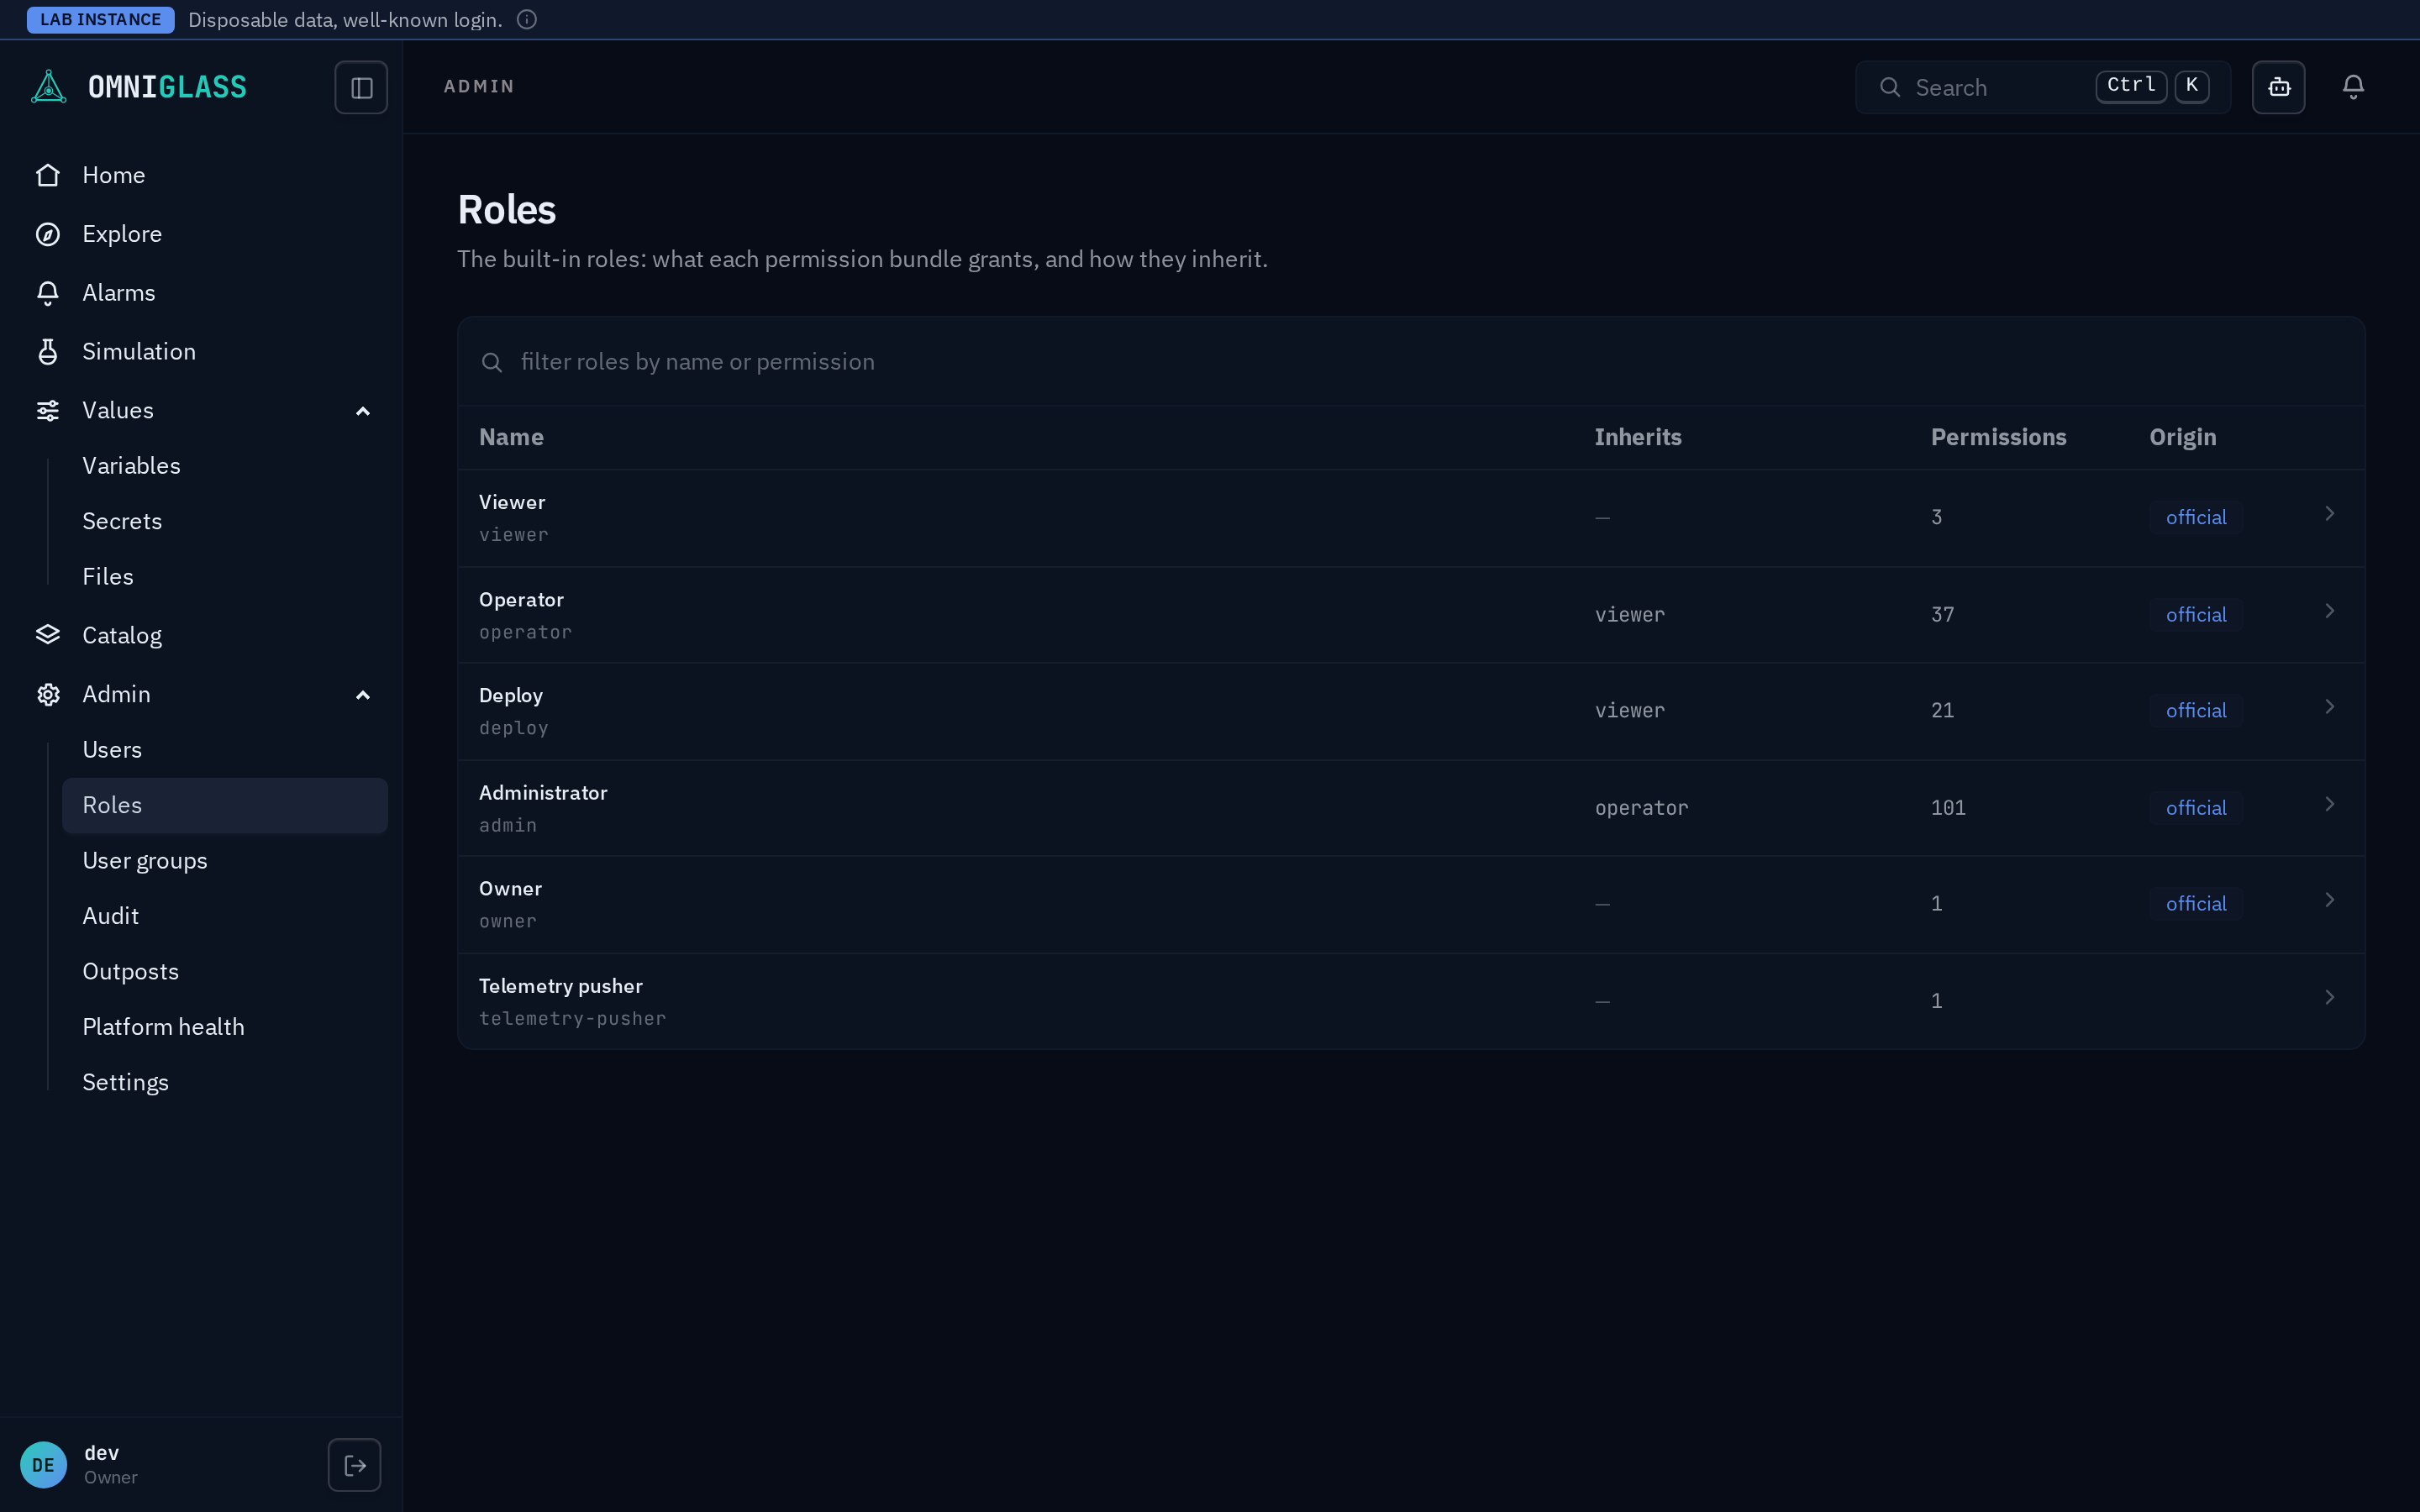 LAB INSTANCE Disposable data, well-known login.
OMNIGLASS
ADMIN
Search Ctrl K
Home
Explore
Alarms
Simulation
Values
Variables
Secrets
Files
Catalog
Admin
Users
Roles
User groups
Audit
Outposts
Platform health
Settings
DE dev
Owner
Roles
The built-in roles: what each permission bundle grants, and how they inherit.
filter roles by name or permission
Name Inherits Permissions Origin
Viewer
viewer — 3 official
Operator
operator viewer 37 official
Deploy
deploy viewer 21 official
Administrator
admin operator 101 official
Owner
owner — 1 official
Telemetry pusher
telemetry-pusher — 1